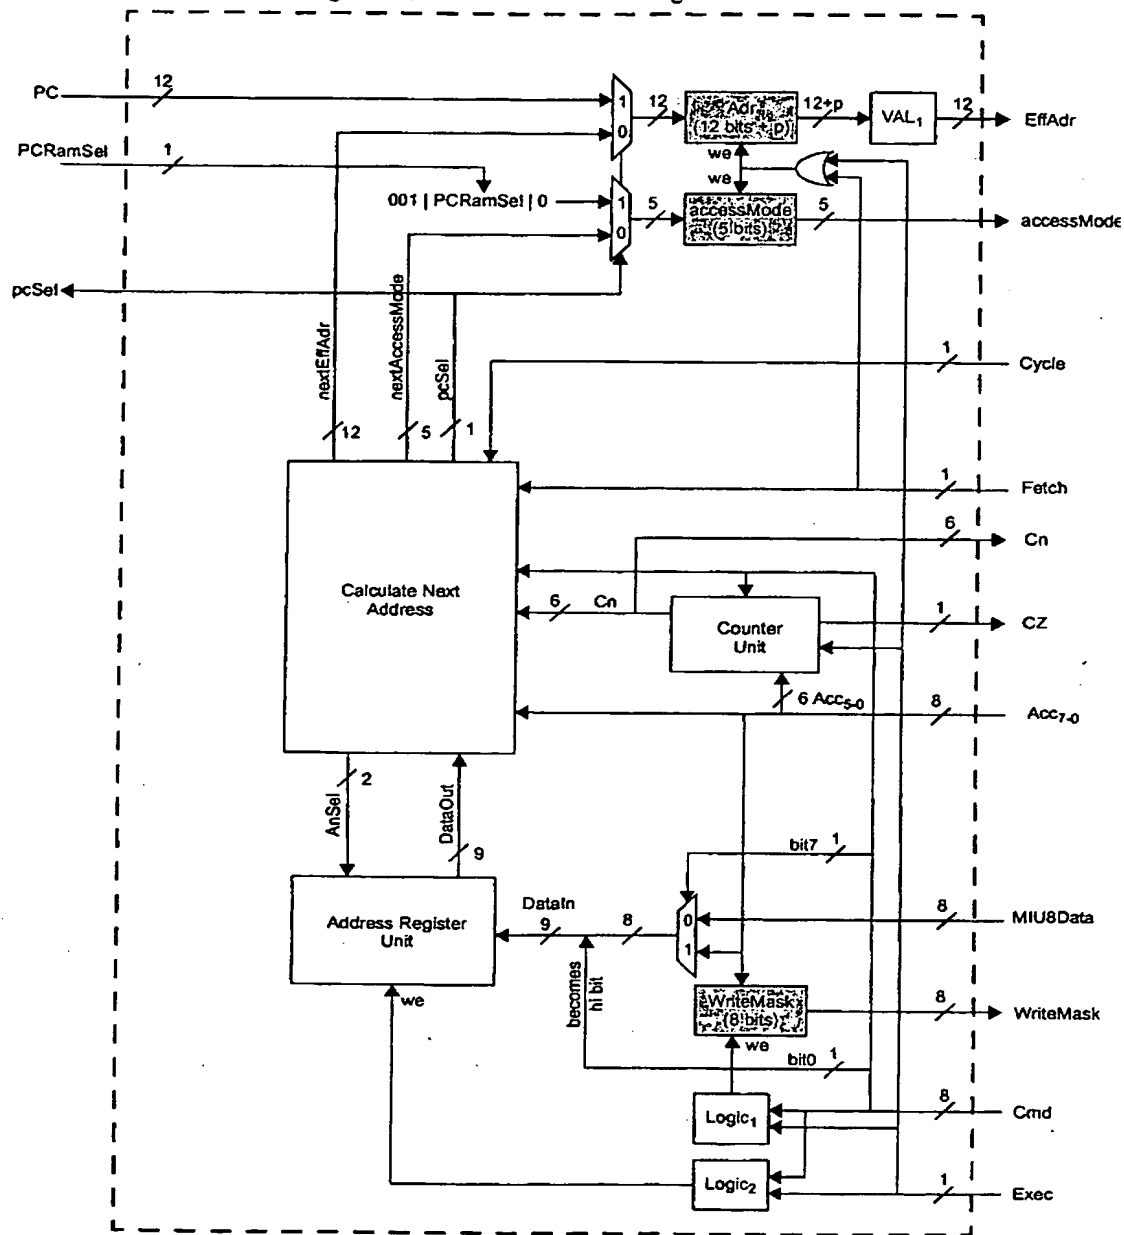 PC
12
1
0
12
Adr
(12 bits + p)
12+p
VAL1
12
EffAdr
PCRamSel
1
we
we
001 | PCRamSel | 0
1
0
5
accessMode
(5 bits)
5
accessMode
pcSel
nextEffAdr
nextAccessMode
pcSel
12
5
1
1
Cycle
1
Fetch
6
Cn
Calculate Next
Address
6
Cn
Counter
Unit
1
CZ
6 Acc5-0
8
Acc7-0
AnSel
2
DataOut
9
bit7
1
Address Register
Unit
DataIn
9
8
0
1
8
MIU8Data
becomes
hi bit
WriteMask
(8 bits)
8
WriteMask
we
we
bit0
1
Logic1
8
Cmd
Logic2
1
Exec